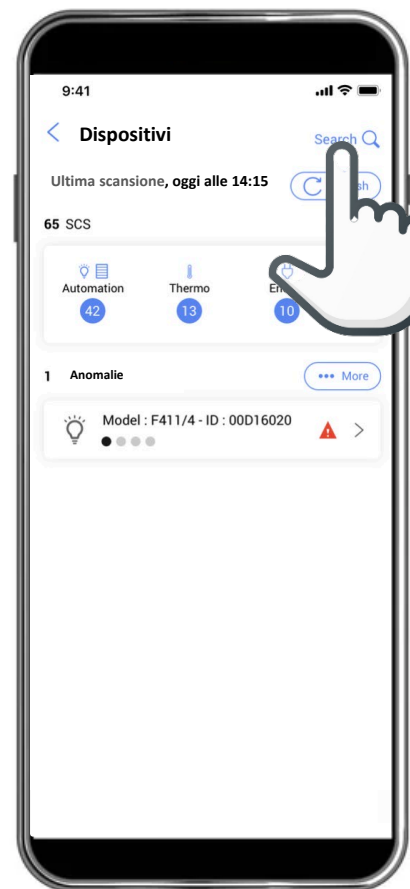 9:41
Dispositivi
Search
Ultima scansione, oggi alle 14:15
65 SCS
Automation
Thermo
42
13
10
1 Anomalie
More
Model : F411/4 - ID : 00D16020